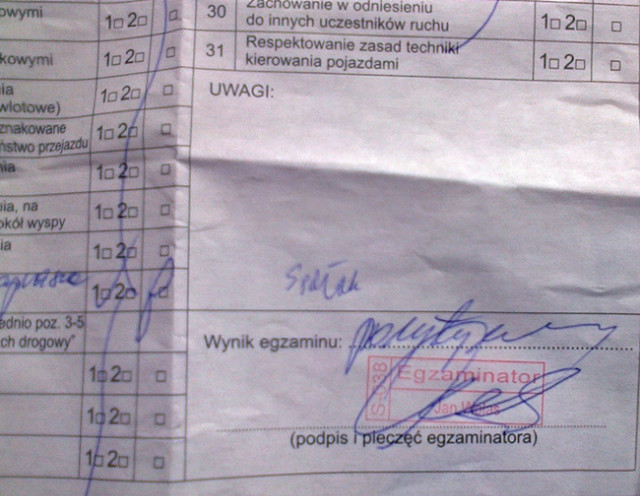 owymi 1□ 2□ □
kowymi 1□ 2□ □
ia
wlotowe) 1□ 2□ □
znakowane
ństwo przejazdu 1□ 2□ □
nia 1□ 2□ □
ia, na
okół wyspy 1□ 2□ □
ia 1□ 2□ □
1□ 2□ □
ednio poz. 3-5
ch drogowy"
1□ 2□ □
1□ 2□ □
1□ 2□ □
30 Zachowanie w odniesieniu
do innych uczestników ruchu 1□ 2□ □
31 Respektowanie zasad techniki
kierowania pojazdami 1□ 2□ □
UWAGI:
Wynik egzaminu: pozytywny
Egzaminator
Jan
(podpis i pieczęć egzaminatora)